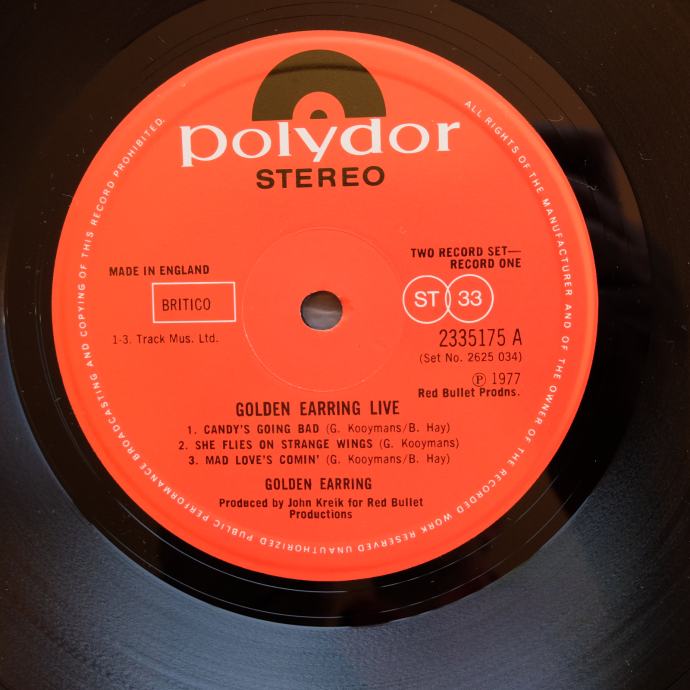 polydor
STEREO
MADE IN ENGLAND
BRITICO
1-3. Track Mus. Ltd.
TWO RECORD SET—
RECORD ONE
ST 33
2335175 A
(Set No. 2625 034)
Ⓟ 1977
Red Bullet Prodns.
GOLDEN EARRING LIVE
1. CANDY'S GOING BAD (G. Kooymans/B. Hay)
2. SHE FLIES ON STRANGE WINGS (G. Kooymans)
3. MAD LOVE'S COMIN' (G. Kooymans/B. Hay)
GOLDEN EARRING
Produced by John Kreik for Red Bullet
Productions
ALL RIGHTS OF THE MANUFACTURER AND OF THE OWNER OF THE RECORDED WORK RESERVED UNAUTHORIZED PUBLIC PERFORMANCE BROADCASTING AND COPYING OF THIS RECORD PROHIBITED.